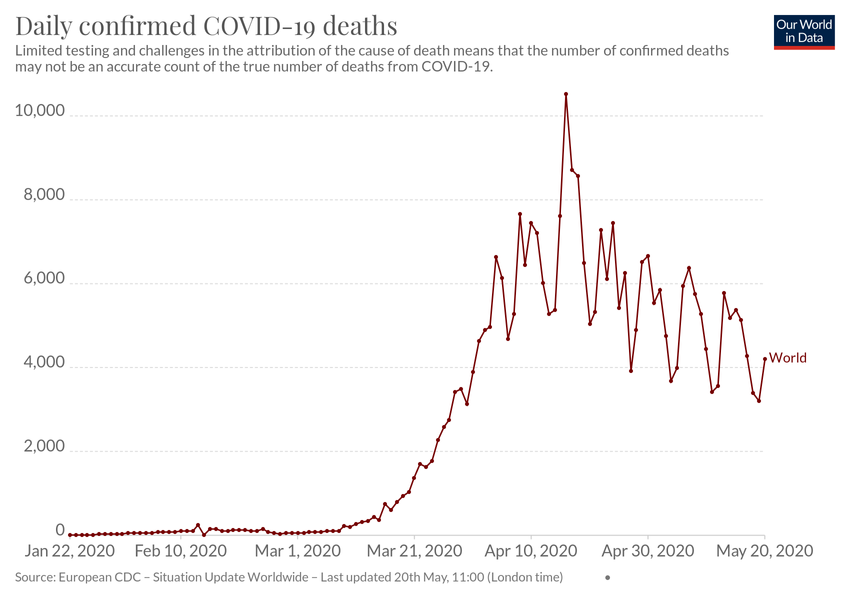 Daily confirmed COVID-19 deaths
Our World
in Data
Limited testing and challenges in the attribution of the cause of death means that the number of confirmed deaths
may not be an accurate count of the true number of deaths from COVID-19.
10,000
8,000
6,000
4,000
2,000
0
World
Jan 22, 2020 Feb 10, 2020 Mar 1, 2020 Mar 21, 2020 Apr 10, 2020 Apr 30, 2020 May 20, 2020
Source: European CDC – Situation Update Worldwide – Last updated 20th May, 11:00 (London time) •